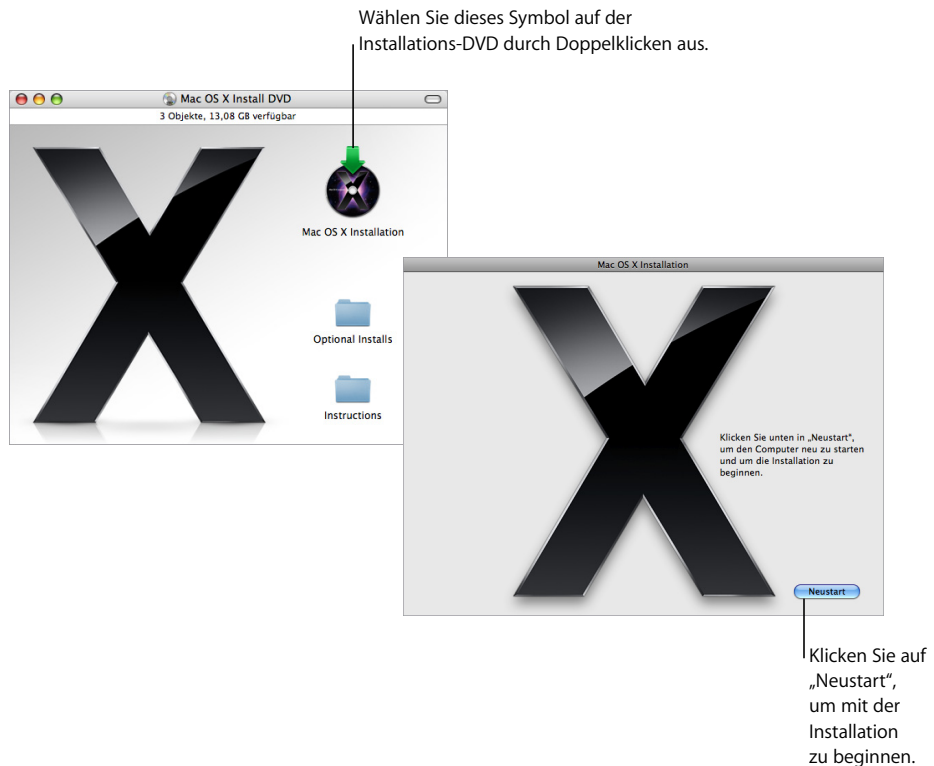 Wählen Sie dieses Symbol auf der
Installations-DVD durch Doppelklicken aus.
Mac OS X Install DVD
3 Objekte, 13,08 GB verfügbar
Mac OS X Installation
Optional Installs
Instructions
Mac OS X Installation
Klicken Sie unten in „Neustart“,
um den Computer neu zu starten
und um die Installation zu
beginnen.
Neustart
Klicken Sie auf
„Neustart“,
um mit der
Installation
zu beginnen.